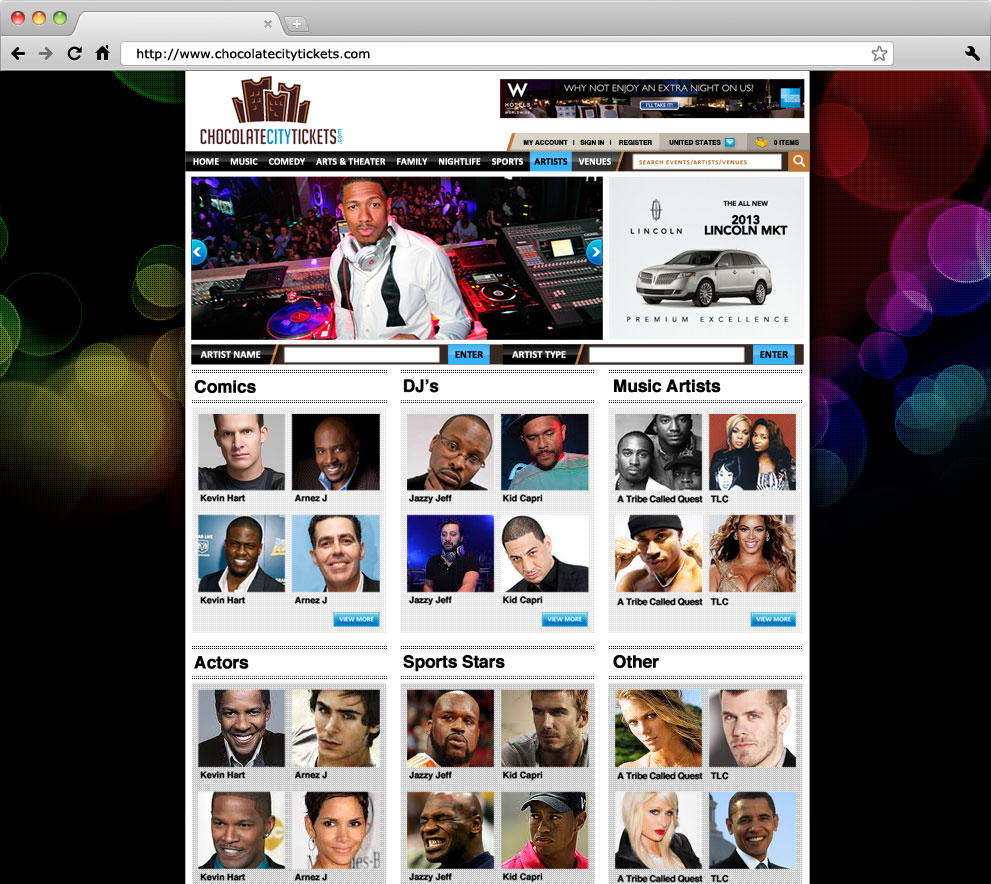 http://www.chocolatecitytickets.com
W
HOTELS
WORLDWIDE
WHY NOT ENJOY AN EXTRA NIGHT ON US!
I'LL TAKE IT!
CHOCOLATECITYTICKETS.com
MY ACCOUNT | SIGN IN | REGISTER
UNITED STATES
0 ITEMS
HOME MUSIC COMEDY ARTS & THEATER FAMILY NIGHTLIFE SPORTS ARTISTS VENUES
SEARCH EVENTS/ARTISTS/VENUES
LINCOLN
THE ALL NEW
2013
LINCOLN MKT
PREMIUM EXCELLENCE
ARTIST NAME ENTER ARTIST TYPE ENTER
Comics
Kevin Hart Arnez J
Kevin Hart Arnez J
VIEW MORE
DJ's
Jazzy Jeff Kid Capri
Jazzy Jeff Kid Capri
VIEW MORE
Music Artists
A Tribe Called Quest TLC
A Tribe Called Quest TLC
VIEW MORE
Actors
Kevin Hart Arnez J
Kevin Hart Arnez J
Sports Stars
Jazzy Jeff Kid Capri
Jazzy Jeff Kid Capri
Other
A Tribe Called Quest TLC
A Tribe Called Quest TLC